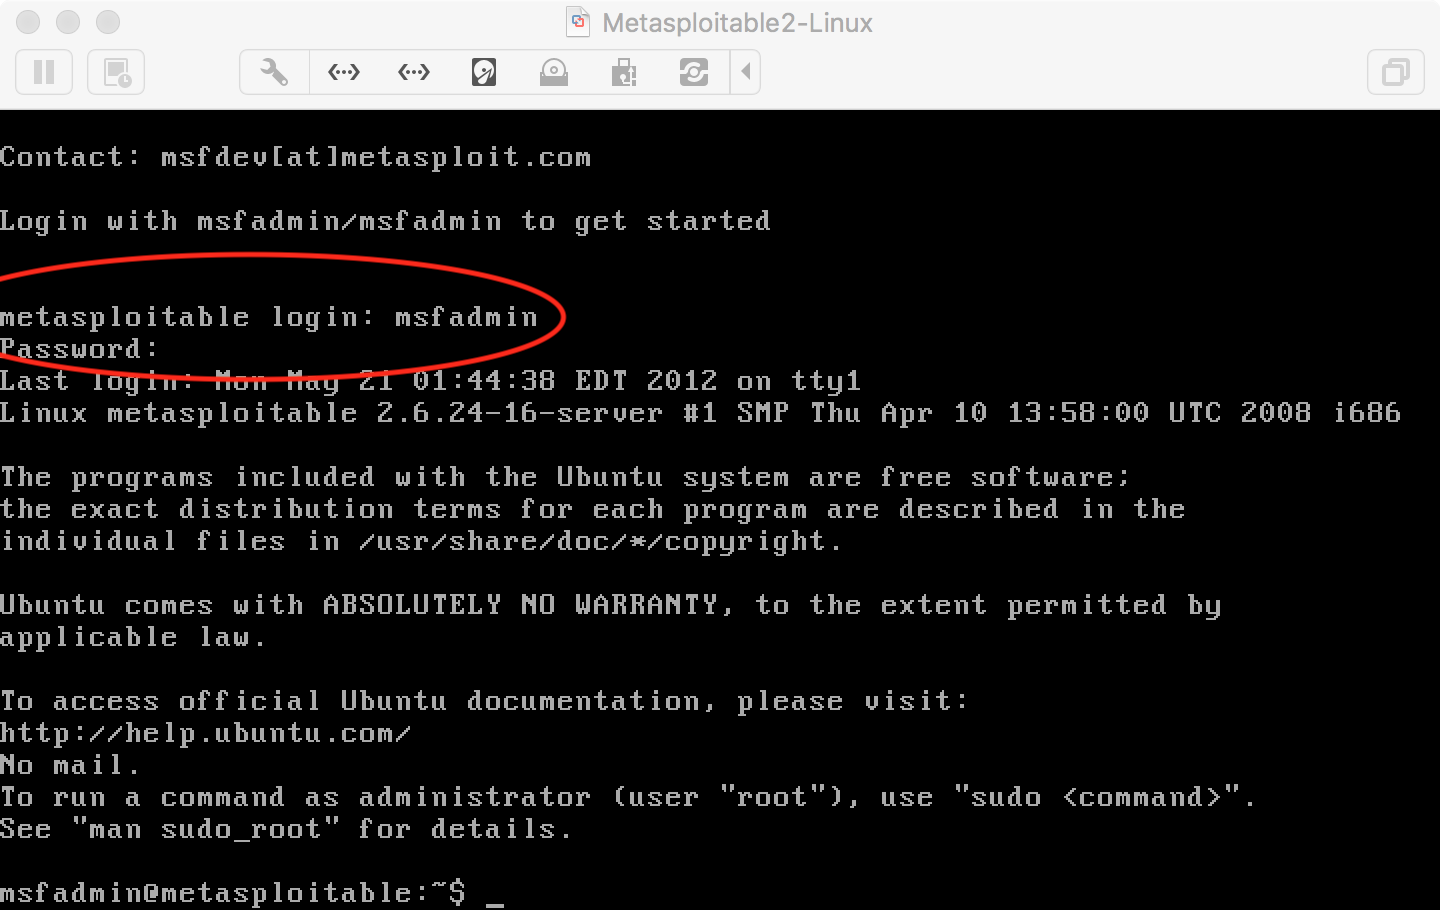 Metasploitable2-Linux
Contact: msfdev[at]metasploit.com
Login with msfadmin/msfadmin to get started
metasploitable login: msfadmin
Password:
Last login: Mon May 21 01:44:38 EDT 2012 on tty1
Linux metasploitable 2.6.24-16-server #1 SMP Thu Apr 10 13:58:00 UTC 2008 i686
The programs included with the Ubuntu system are free software;
the exact distribution terms for each program are described in the
individual files in /usr/share/doc/*/copyright.
Ubuntu comes with ABSOLUTELY NO WARRANTY, to the extent permitted by
applicable law.
To access official Ubuntu documentation, please visit:
http://help.ubuntu.com/
No mail.
To run a command as administrator (user "root"), use "sudo <command>".
See "man sudo_root" for details.
msfadmin@metasploitable:~$ _